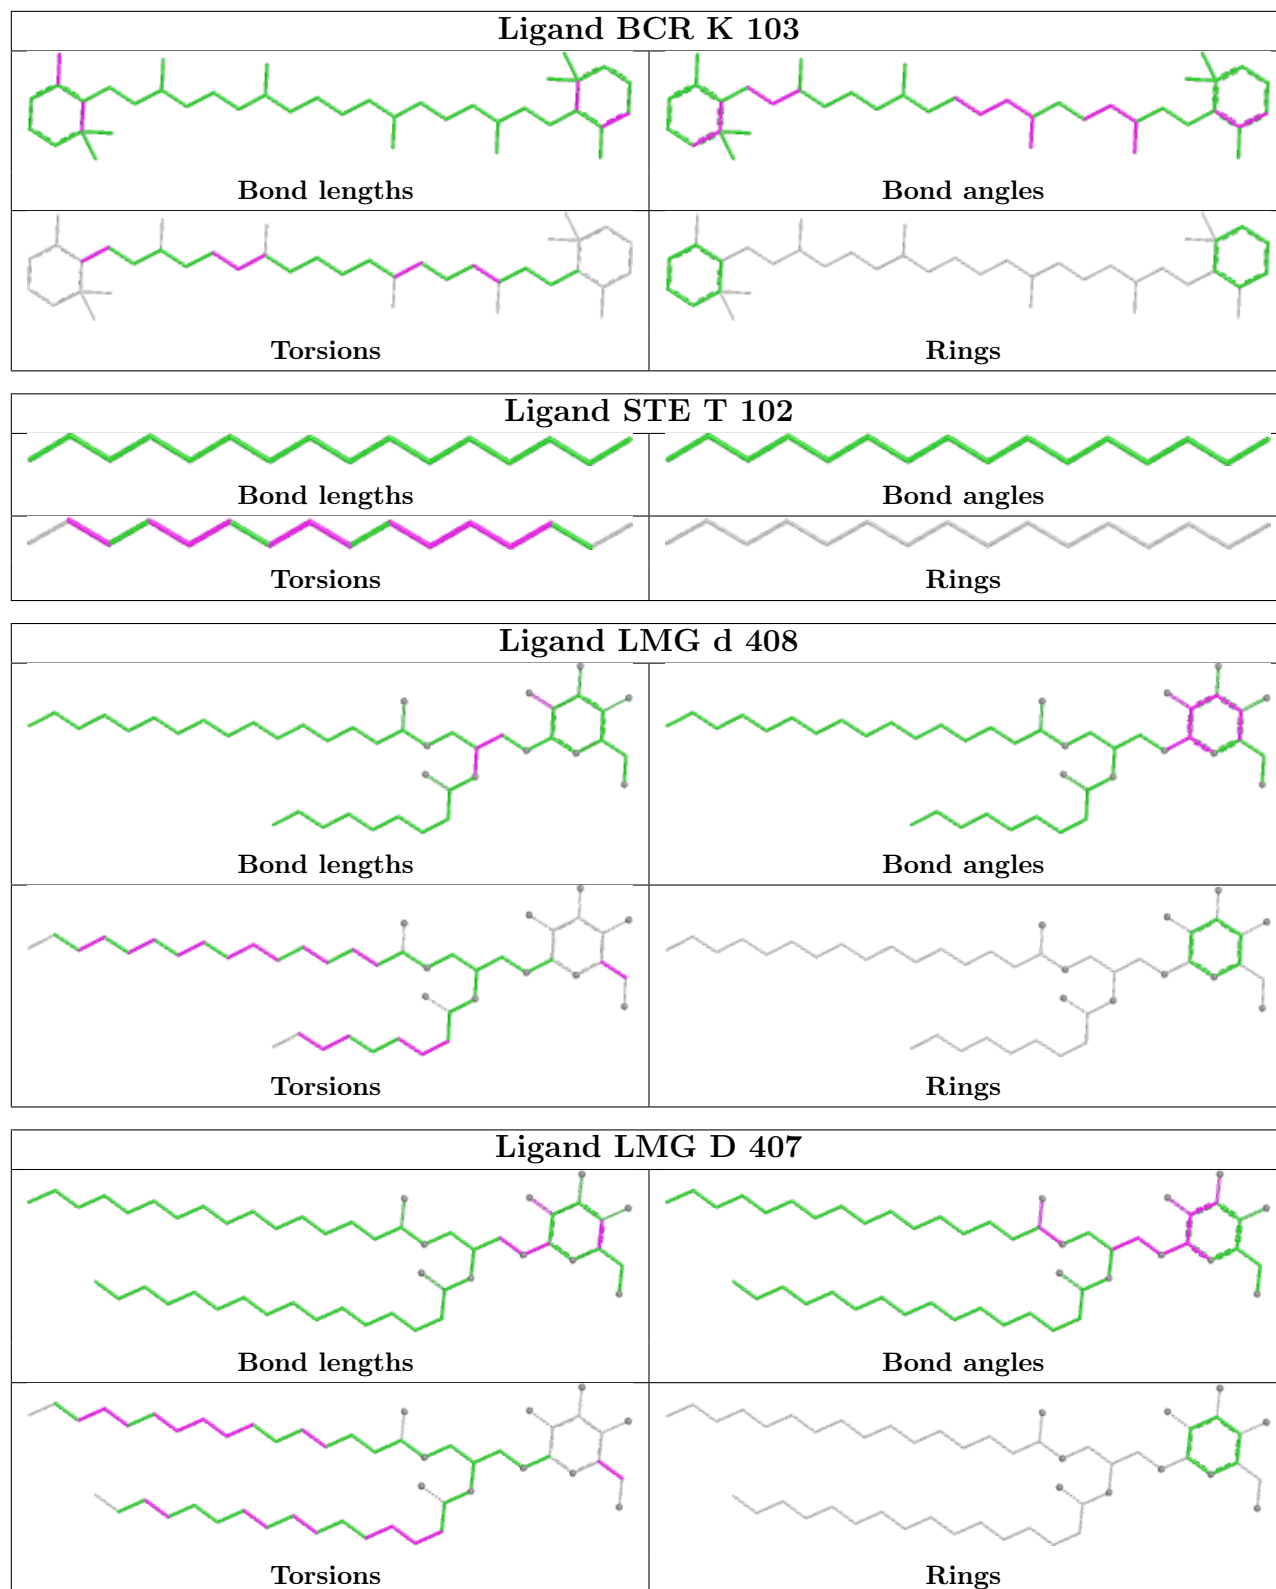 Ligand BCR K 103
Bond lengths
Bond angles
Torsions
Rings
Ligand STE T 102
Bond lengths
Bond angles
Torsions
Rings
Ligand LMG d 408
Bond lengths
Bond angles
Torsions
Rings
Ligand LMG D 407
Bond lengths
Bond angles
Torsions
Rings